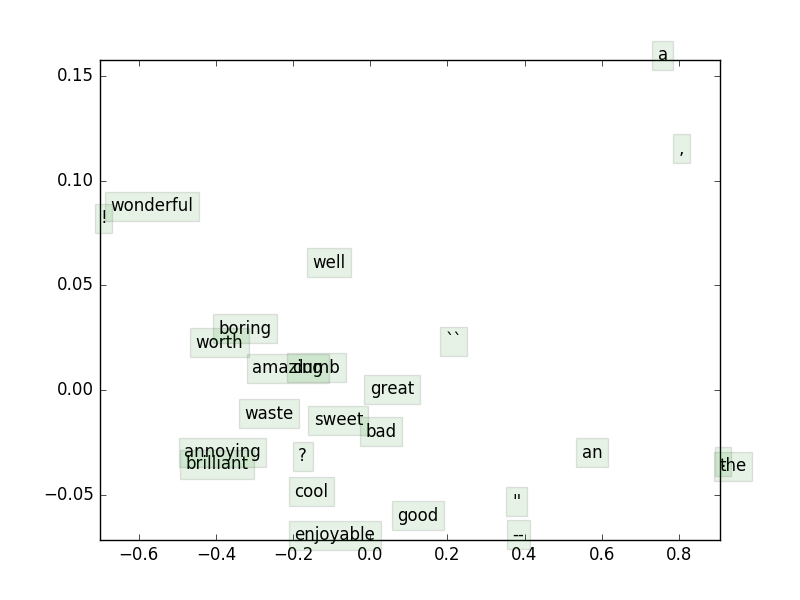 a
0.15
,
0.10
wonderful
!
well
0.05
boring
worth
``
amazing
dumb
0.00
great
waste
sweet
bad
annoying
?
an
brilliant
the
cool
−0.05
"
good
enjoyable
--
−0.6 −0.4 −0.2 0.0 0.2 0.4 0.6 0.8